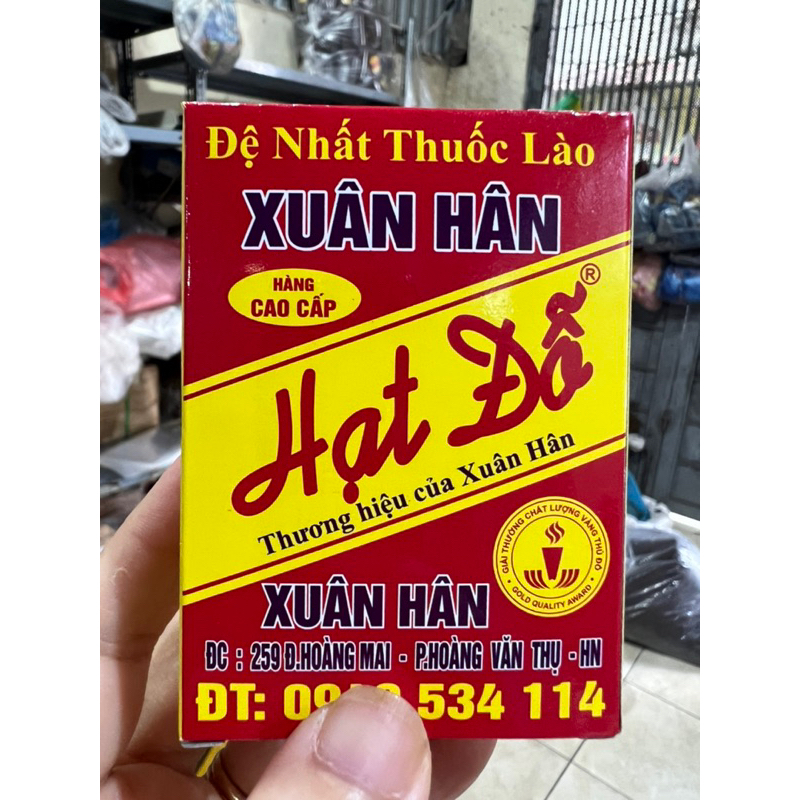 Đệ Nhất Thuốc Lào
XUÂN HÂN
HÀNG
CAO CẤP
Hạt Đỗ ®
Thương hiệu của Xuân Hân
GIẢI THƯỞNG CHẤT LƯỢNG VÀNG THỦ ĐÔ
GOLD QUALITY AWARD
XUÂN HÂN
ĐC : 259 Đ.HOÀNG MAI - P.HOÀNG VĂN THỤ - HN
ĐT: 534 114